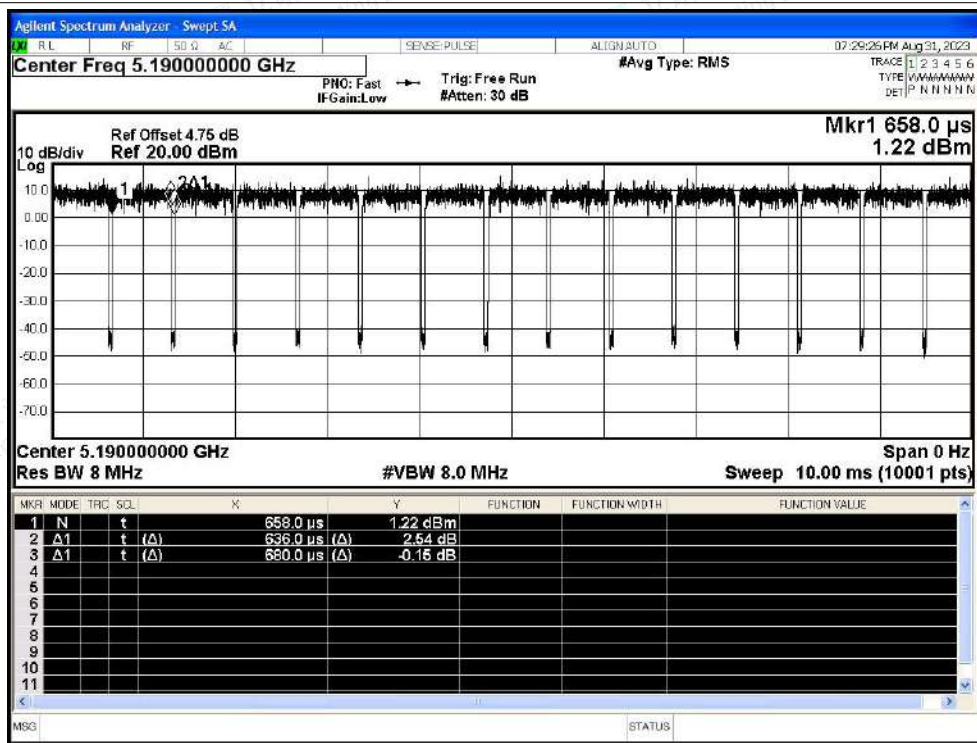 Agilent Spectrum Analyzer - Swept SA
LXI RL RF 50 Ω AC SENSE:PULSE ALIGN AUTO 07:29:26 PM Aug 31, 2023
Center Freq 5.190000000 GHz #Avg Type: RMS TRACE 1 2 3 4 5 6
PNO: Fast Trig: Free Run TYPE
IFGain:Low #Atten: 30 dB DET P N N N N N
Mkr1 658.0 µs
Ref Offset 4.75 dB
10 dB/div Ref 20.00 dBm 1.22 dBm
Log
10.0
0.00
-10.0
-20.0
-30.0
-40.0
-50.0
-60.0
-70.0
1 2Δ1
Center 5.190000000 GHz Span 0 Hz
Res BW 8 MHz #VBW 8.0 MHz Sweep 10.00 ms (10001 pts)
MKR MODE TRC SCL X Y FUNCTION FUNCTION WIDTH FUNCTION VALUE
1 N t 658.0 µs 1.22 dBm
2 Δ1 t (Δ) 636.0 µs (Δ) 2.54 dB
3 Δ1 t (Δ) 680.0 µs (Δ) -0.15 dB
4
5
6
7
8
9
10
11
MSG STATUS